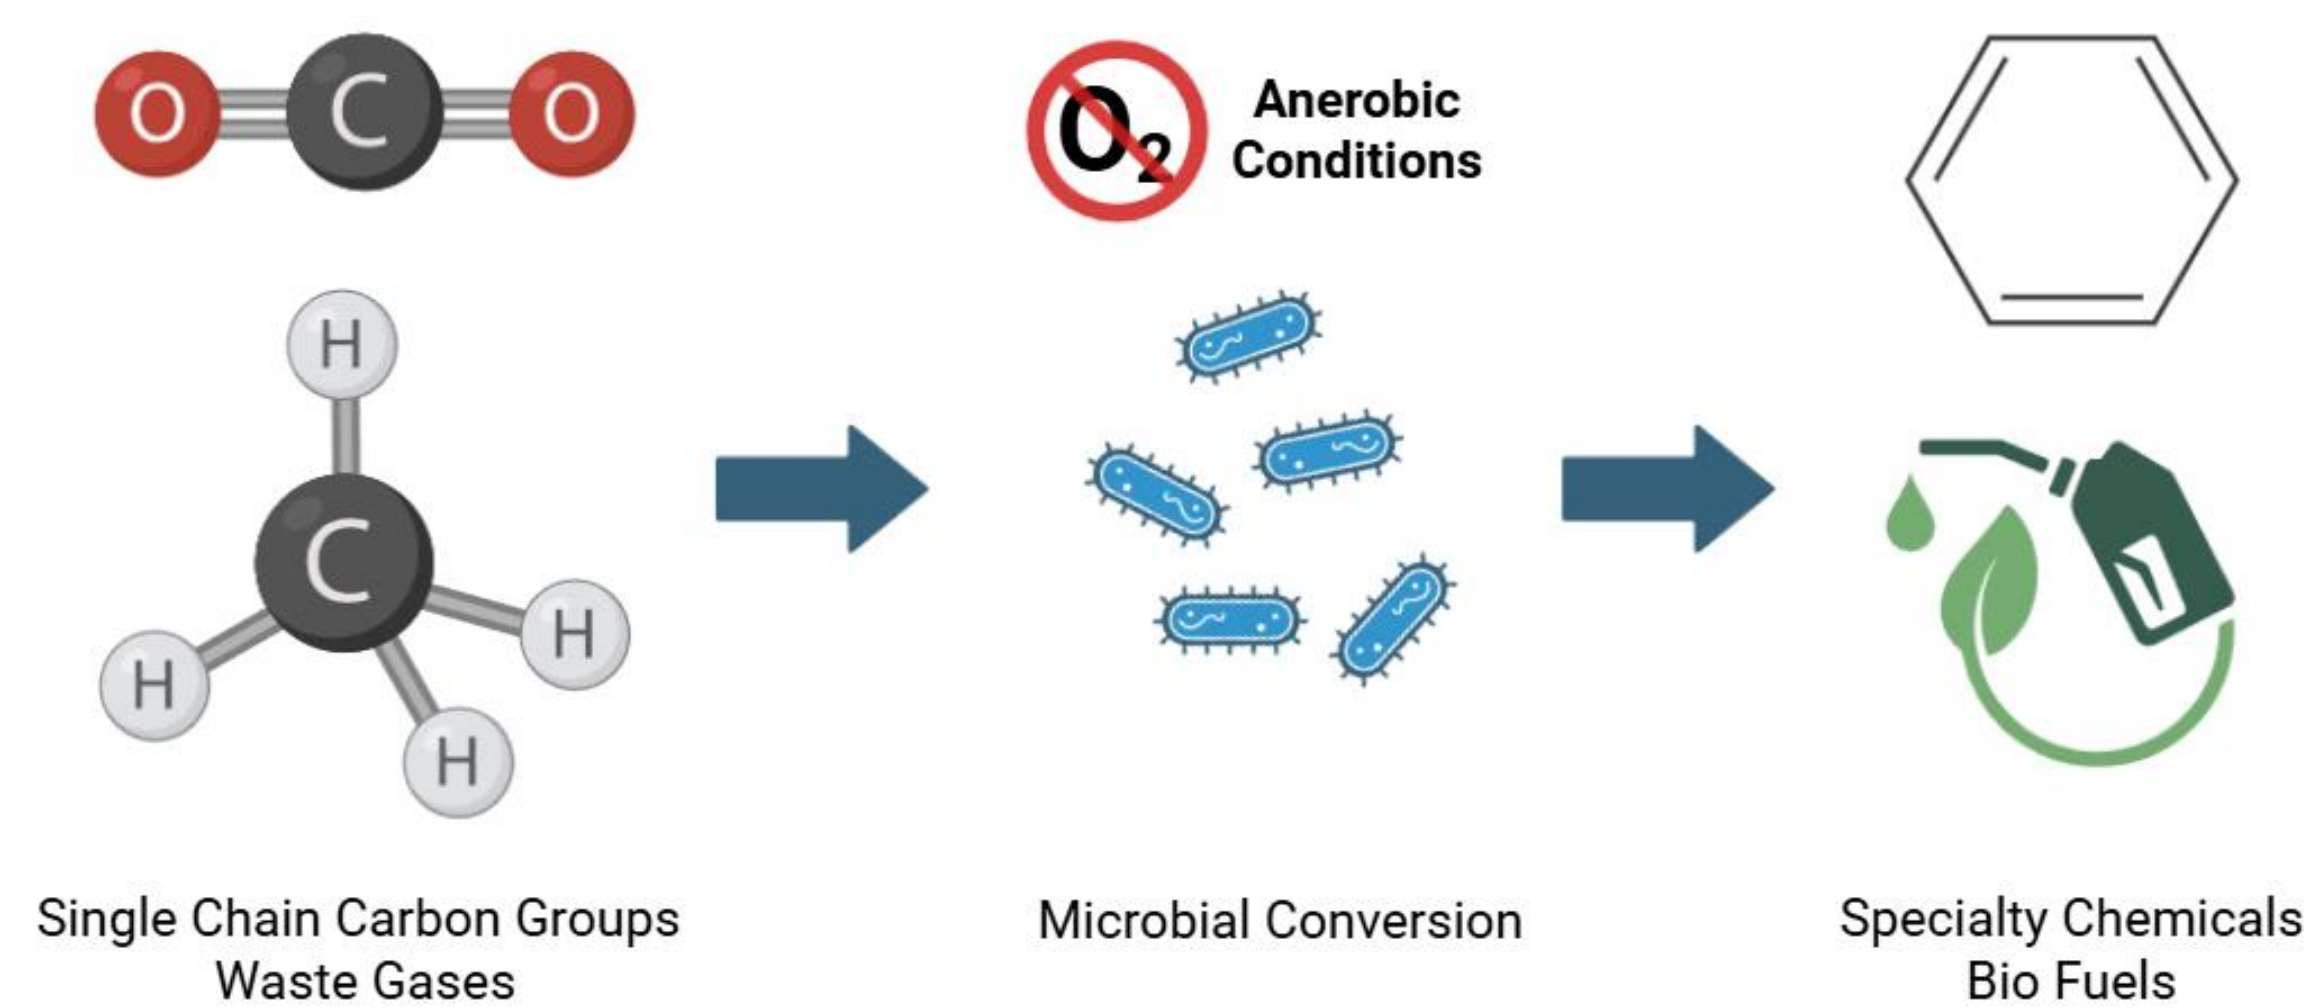 O C O
H
C
H
H
H
Single Chain Carbon Groups
Waste Gases
O2
Anerobic
Conditions
Microbial Conversion
Specialty Chemicals
Bio Fuels